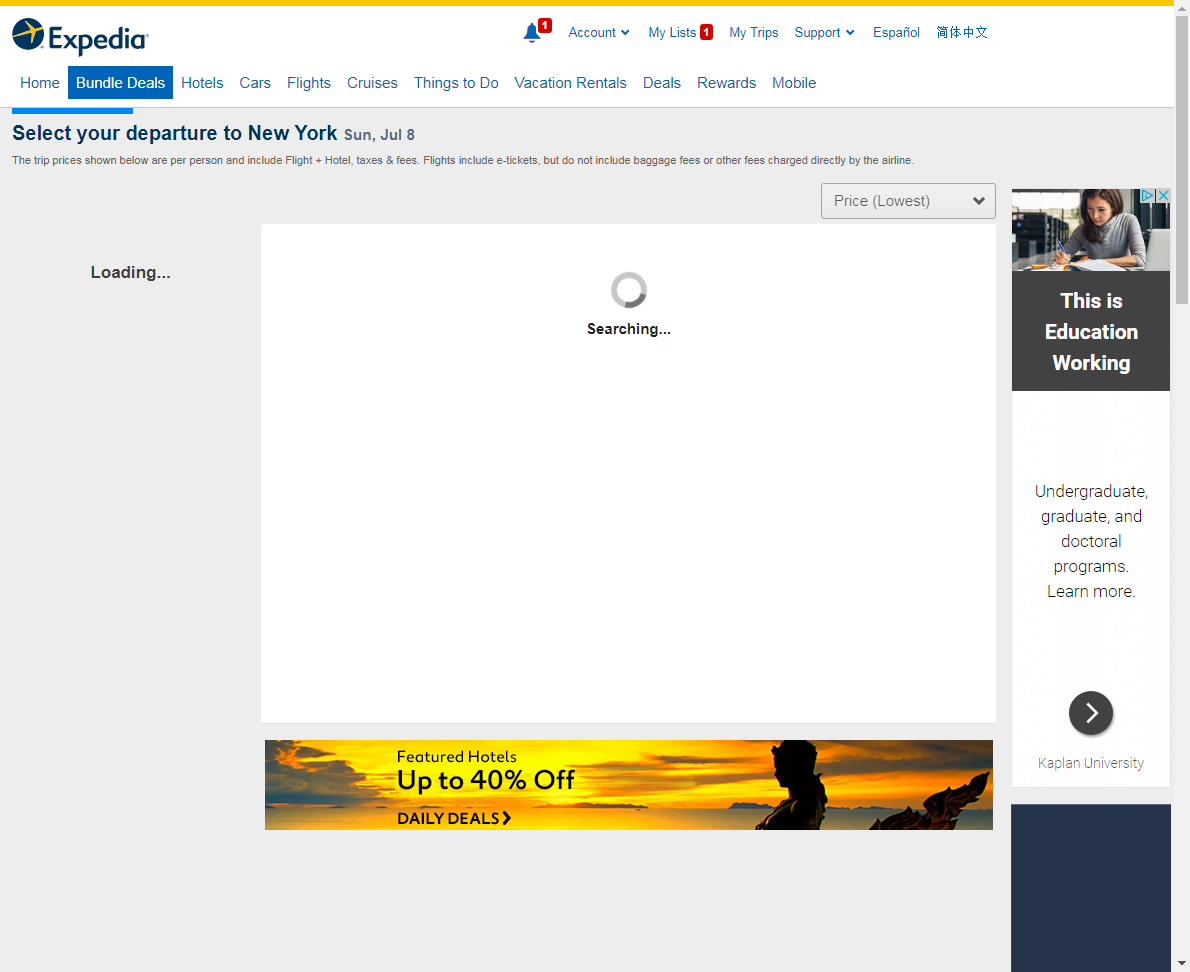 Expedia
1
Account
My Lists 1
My Trips
Support
Español
简体中文
Home
Bundle Deals
Hotels
Cars
Flights
Cruises
Things to Do
Vacation Rentals
Deals
Rewards
Mobile
Select your departure to New York Sun, Jul 8
The trip prices shown below are per person and include Flight + Hotel, taxes & fees. Flights include e-tickets, but do not include baggage fees or other fees charged directly by the airline.
Price (Lowest)
Loading...
Searching...
This is
Education
Working
Undergraduate,
graduate, and
doctoral
programs.
Learn more.
Kaplan University
Featured Hotels
Up to 40% Off
DAILY DEALS